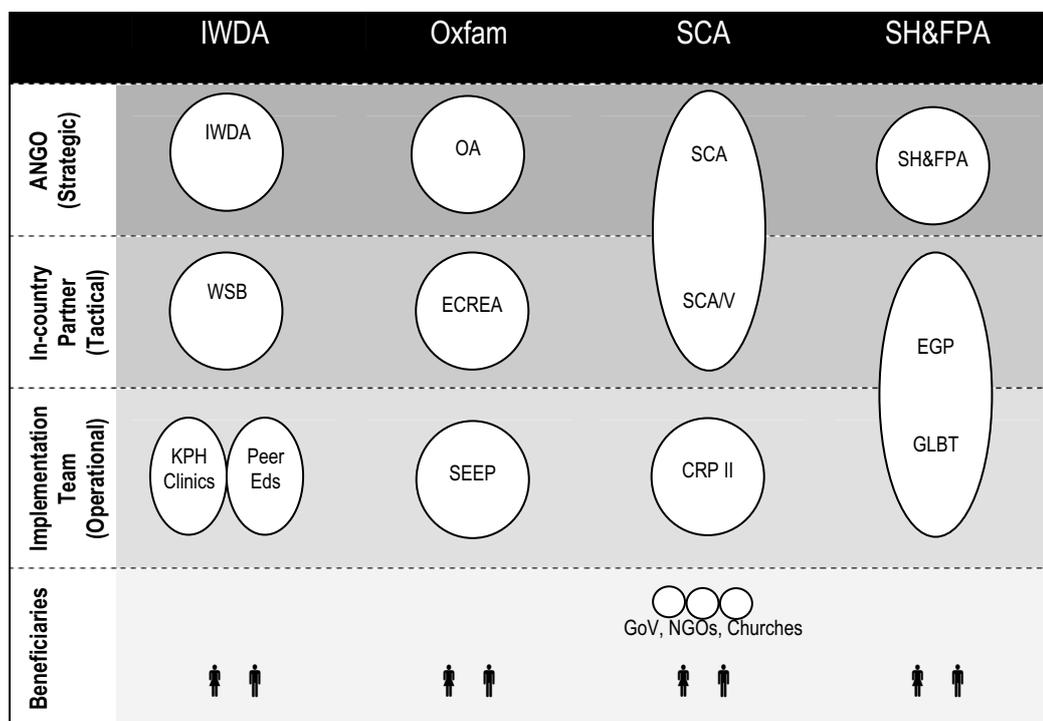 IWDA
Oxfam
SCA
SH&FPA
ANGO
(Strategic)
IWDA
OA
SCA
SH&FPA
In-country
Partner
(Tactical)
WSB
ECREA
SCA/V
EGP
Implementation
Team
(Operational)
KPH
Clinics
Peer
Eds
SEEP
CRP II
GLBT
Beneficiaries
GoV, NGOs, Churches